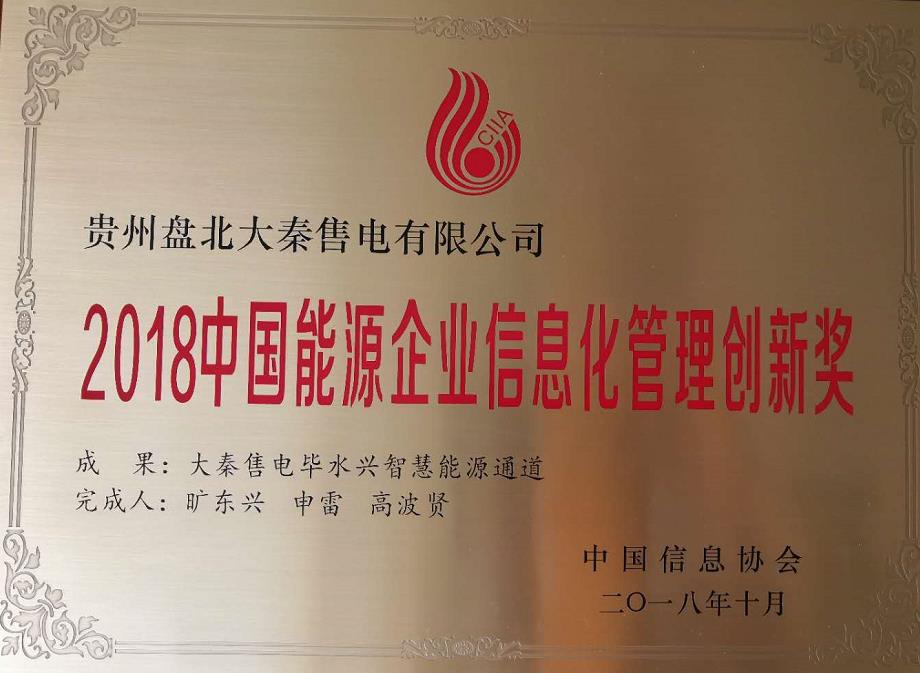 CIIA
贵州盘北大秦售电有限公司
2018中国能源企业信息化管理创新奖
成　果：大秦售电毕水兴智慧能源通道
完成人：旷东兴　申雷　高波贤
中国信息协会
二〇一八年十月